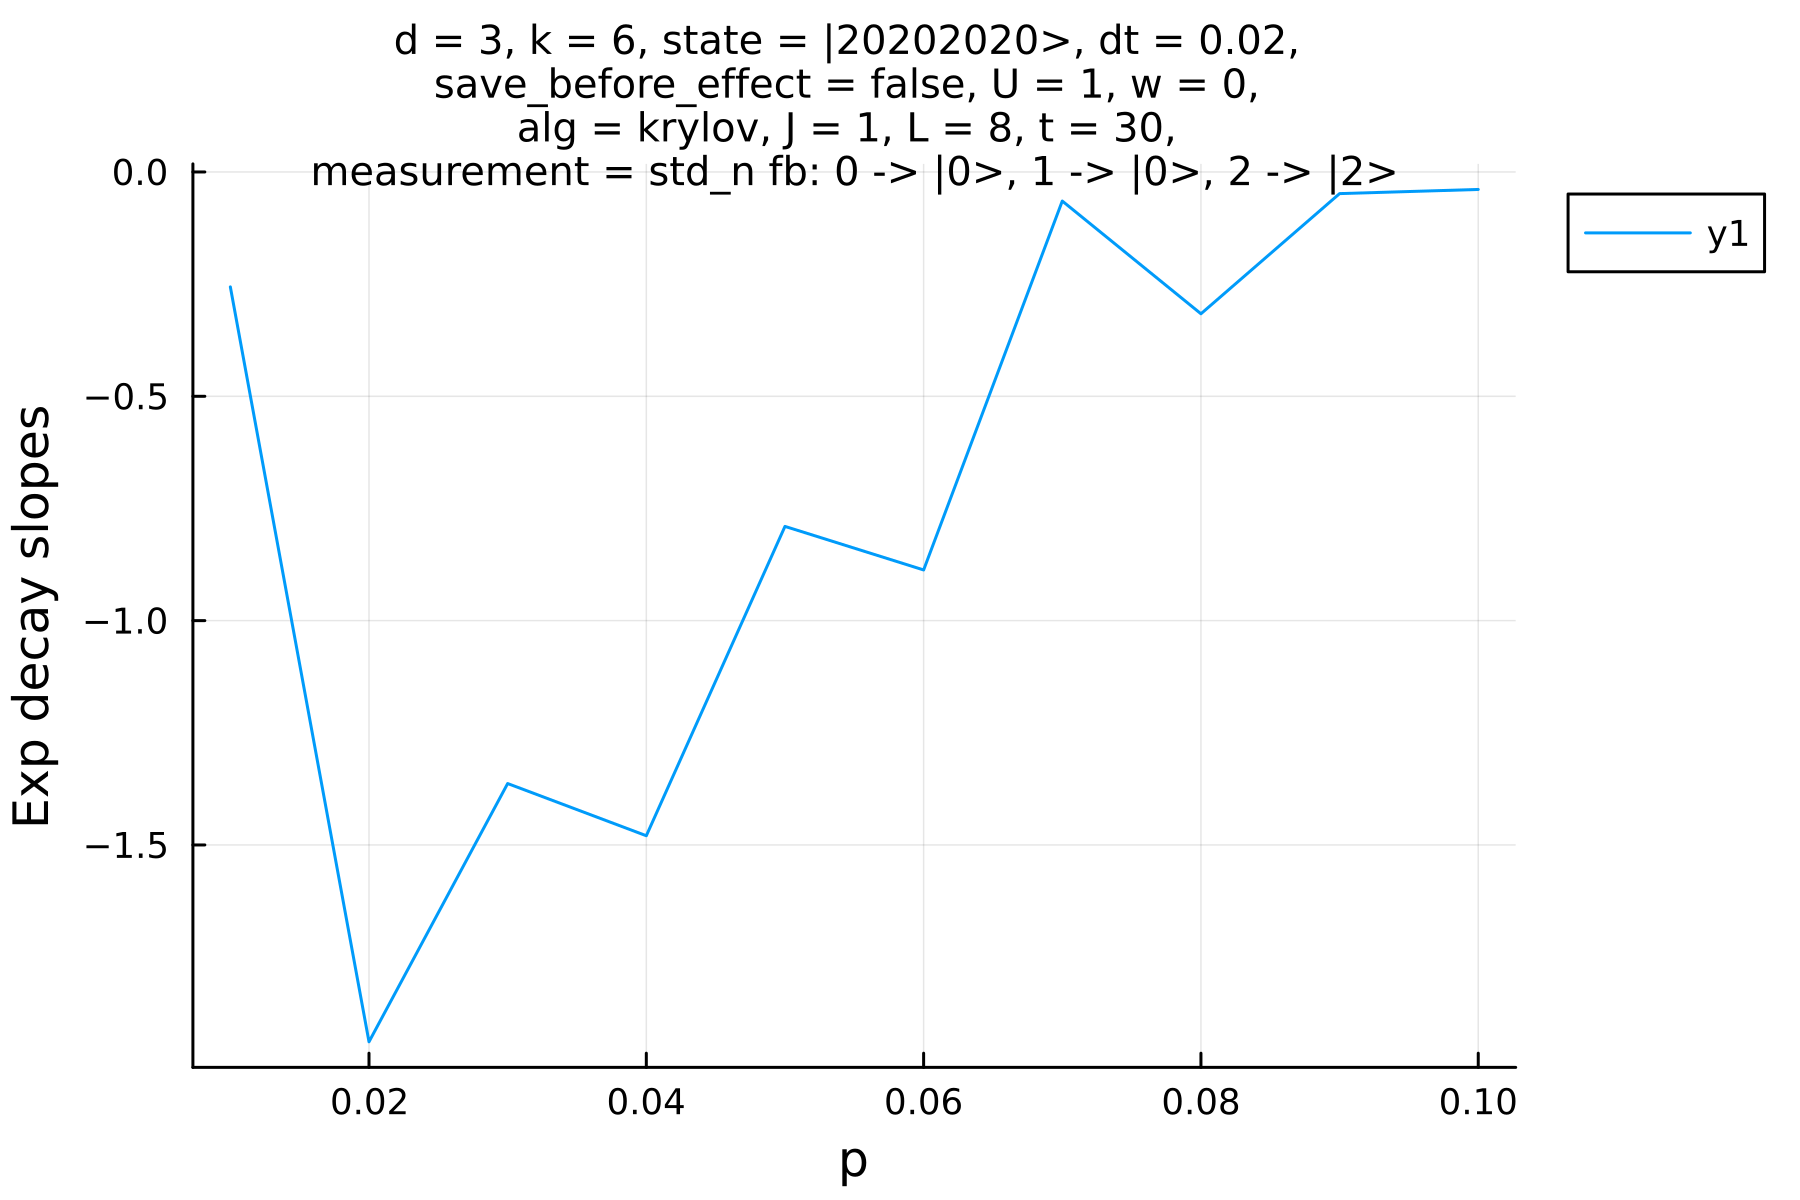 d = 3, k = 6, state = |20202020>, dt = 0.02,
save_before_effect = false, U = 1, w = 0,
alg = krylov, J = 1, L = 8, t = 30,
measurement = std_n fb: 0 -> |0>, 1 -> |0>, 2 -> |2>
0.0
−0.5
−1.0
−1.5
Exp decay slopes
y1
0.02
0.04
0.06
0.08
0.10
p